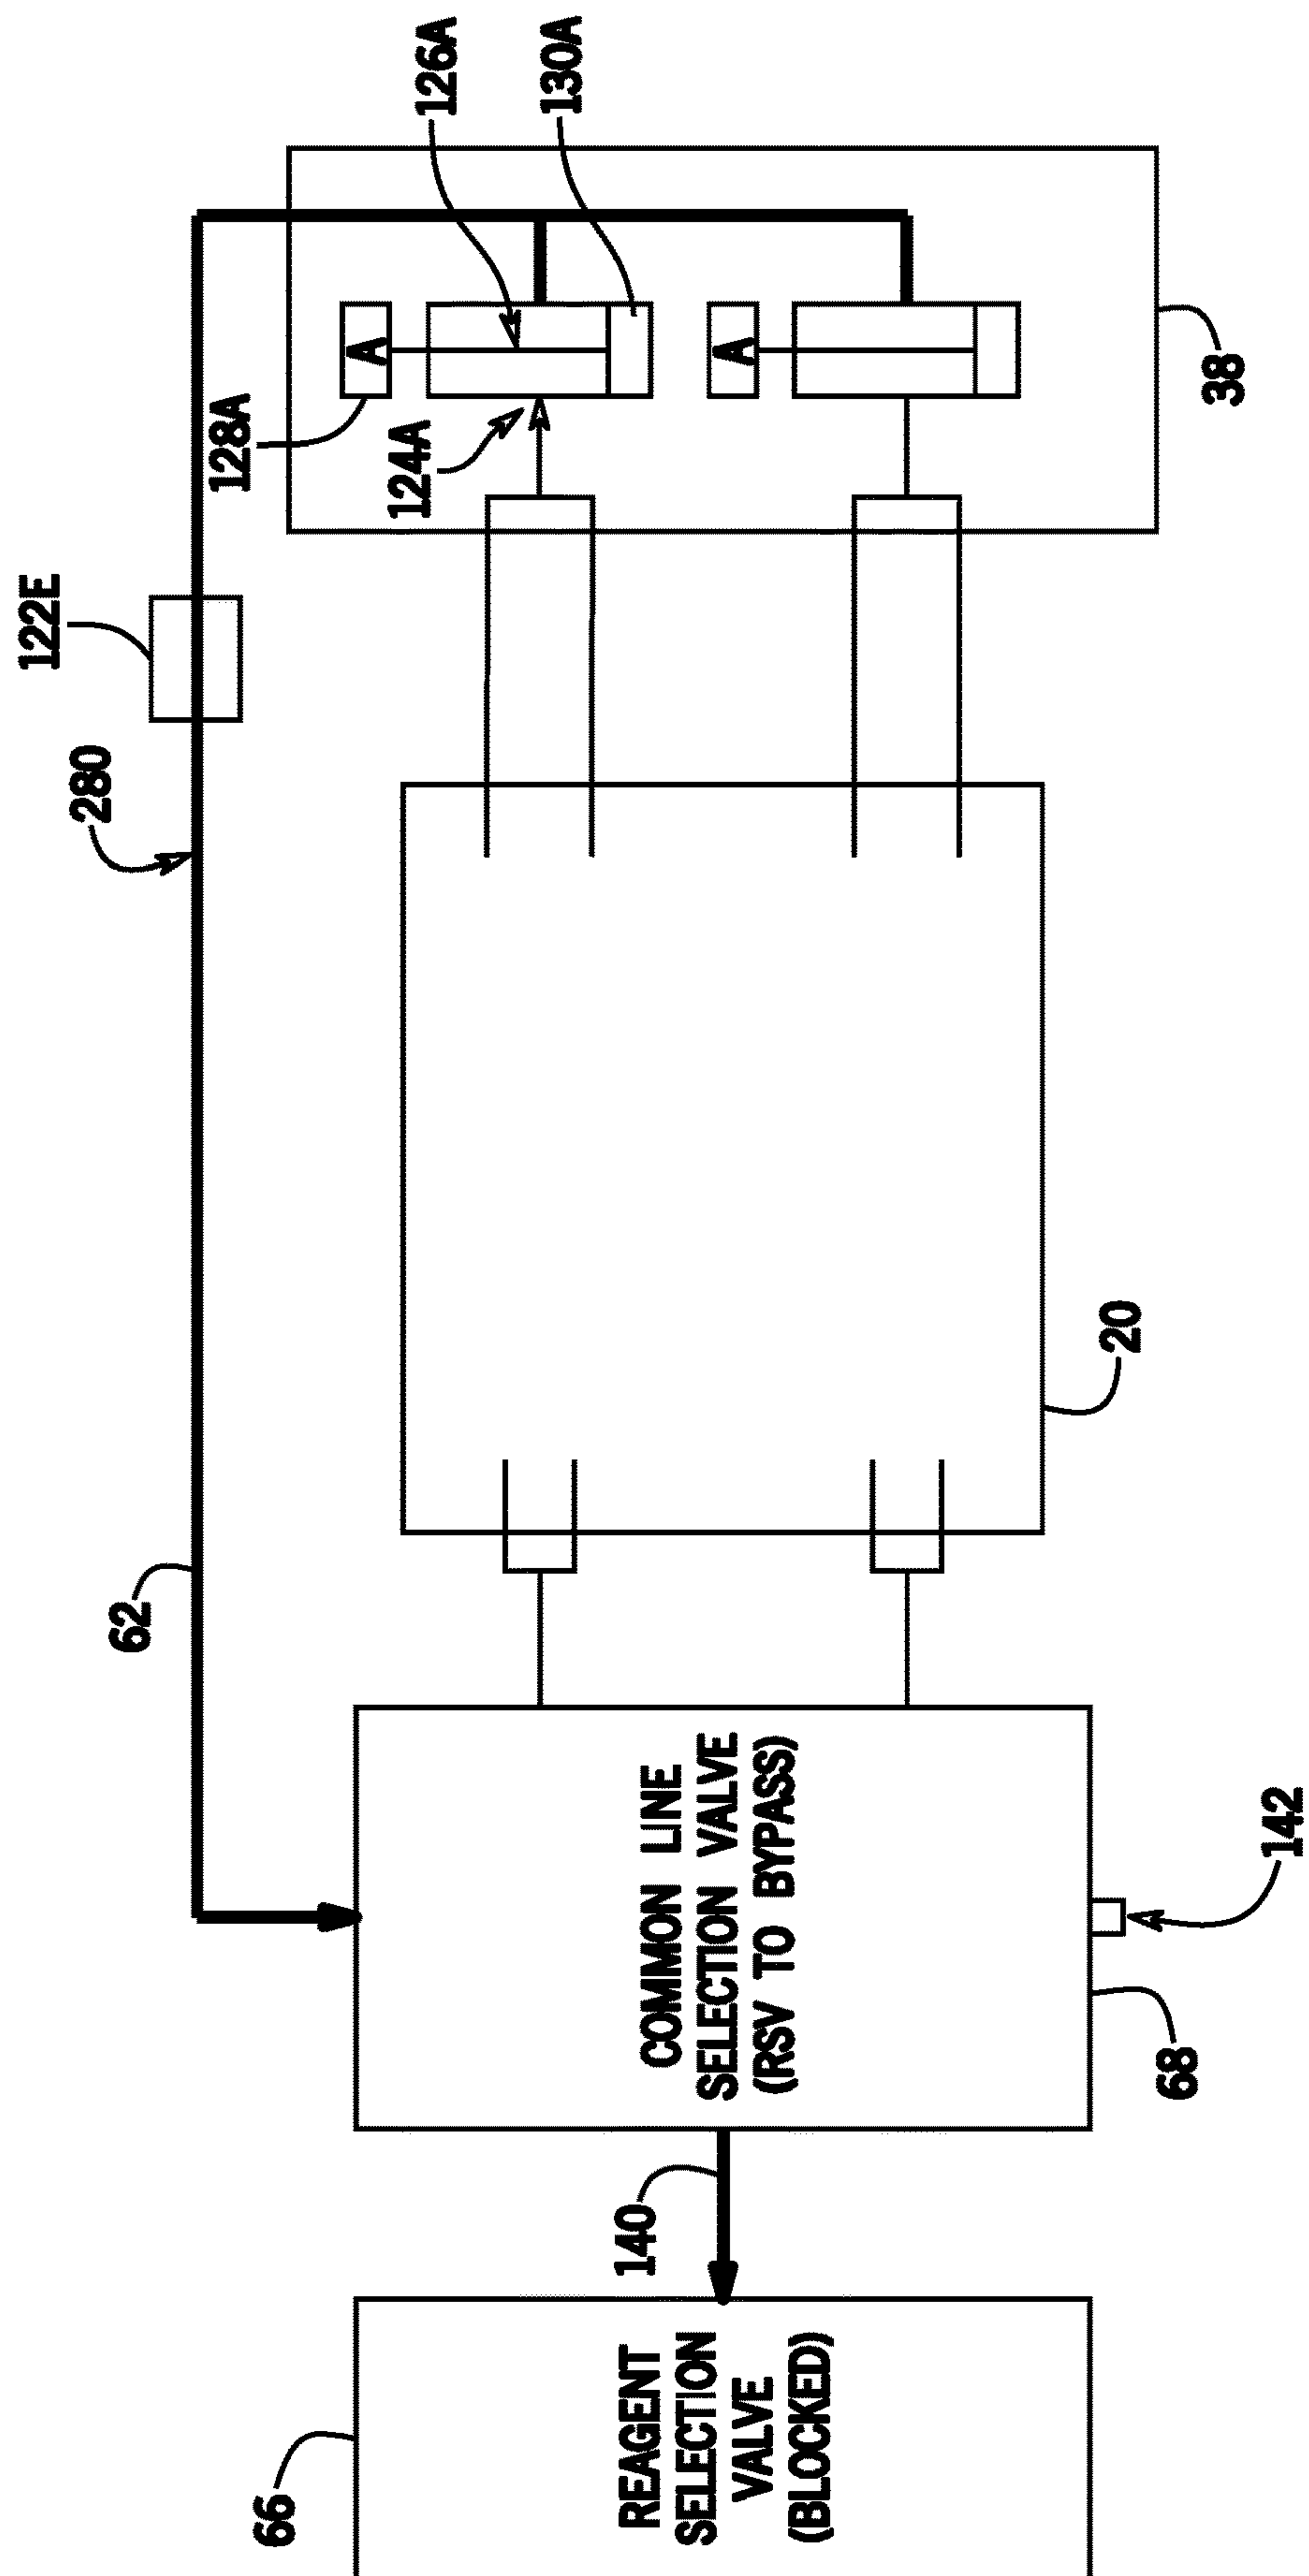 66
REAGENT
SELECTION
VALVE
(BLOCKED)
140
COMMON LINE
SELECTION VALVE
(RSV TO BYPASS)
68
142
62
20
280
122E
128A
124A
A
126A
130A
A
38